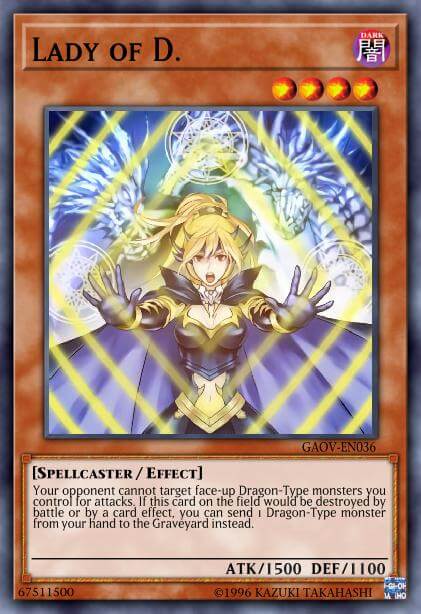 LADY OF D.
DARK
闇
GAOV-EN036
[SPELLCASTER / EFFECT]
Your opponent cannot target face-up Dragon-Type monsters you
control for attacks. If this card on the field would be destroyed by
battle or by a card effect, you can send 1 Dragon-Type monster
from your hand to the Graveyard instead.
ATK/1500 DEF/1100
67511500
©1996 KAZUKI TAKAHASHI